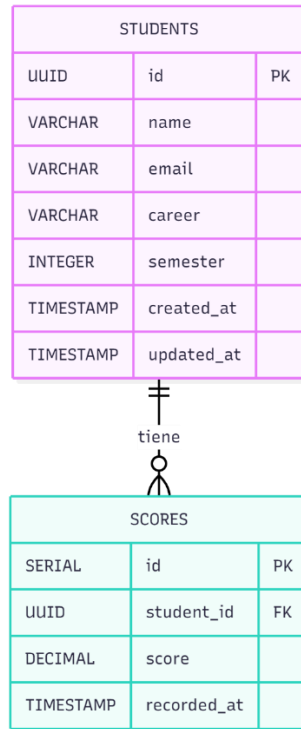 STUDENTS
UUID id PK
VARCHAR name
VARCHAR email
VARCHAR career
INTEGER semester
TIMESTAMP created_at
TIMESTAMP updated_at
tiene
SCORES
SERIAL id PK
UUID student_id FK
DECIMAL score
TIMESTAMP recorded_at